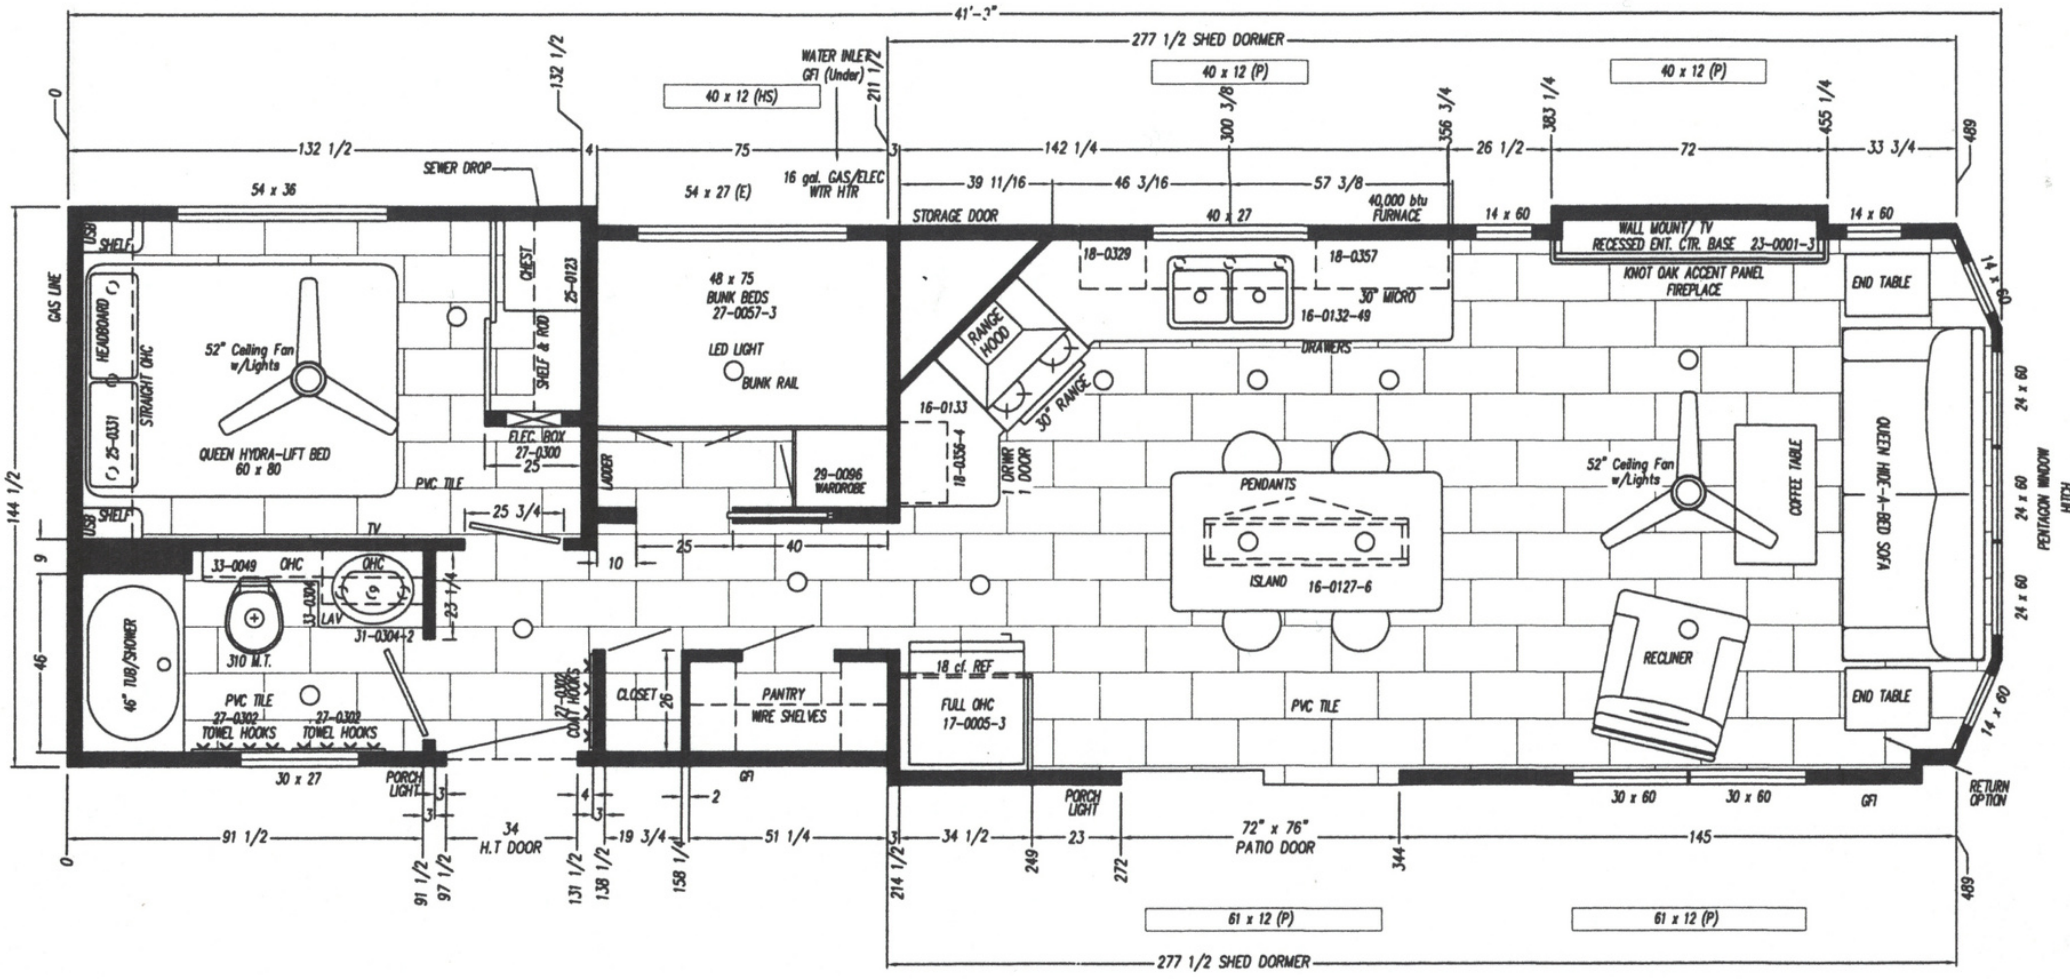 41'-3"
277 1/2 SHED DORMER
WATER INLET
GFI (Under)
40 x 12 (HS)
40 x 12 (P)
40 x 12 (P)
0
132 1/2
211 1/2
300 3/8
356 3/4
383 1/4
455 1/4
489
132 1/2
4
75
3
142 1/4
26 1/2
72
33 3/4
SEWER DROP
54 x 36
54 x 27 (E)
16 gal. GAS/ELEC
WTR HTR
39 11/16
46 3/16
57 3/8
STORAGE DOOR
40 x 27
40,000 btu
FURNACE
14 x 60
14 x 60
WALL MOUNT/ TV
RECESSED ENT. CTR. BASE 23-0001-3
KNOT OAK ACCENT PANEL
FIREPLACE
END TABLE
14 x 60
GAS LINE
USB
SHELF
HEADBOARD
25-0331
STRAIGHT OHC
52" Ceiling Fan
w/Lights
QUEEN HYDRA-LIFT BED
60 x 80
CHEST
25-0123
SHELF & ROD
ELEC. BOX
27-0300
25
PVC TILE
USB
SHELF
TV
25 3/4
48 x 75
BUNK BEDS
27-0057-3
LED LIGHT
BUNK RAIL
LADDER
29-0096
WARDROBE
10
25
40
18-0329
18-0357
30" MICRO
16-0132-49
DRAWERS
RANGE
HOOD
30" RANGE
16-0133
18-0356-4
1 DRWR
1 DOOR
PENDANTS
ISLAND
16-0127-6
52" Ceiling Fan
w/Lights
COFFEE TABLE
QUEEN HIDE-A-BED SOFA
24 x 60
24 x 60
24 x 60
PENTAGON WINDOW
HITCH
RECLINER
END TABLE
14 x 60
144 1/2
9
46
46" TUB/SHOWER
33-0049
OHC
OHC
33-0304
LAV
31-0304-2
23 1/4
310 M.T.
PVC TILE
27-0302
TOWEL HOOKS
27-0302
TOWEL HOOKS
27-0302
COAT HOOKS
CLOSET
26
PANTRY
WIRE SHELVES
18 cf. REF
FULL OHC
17-0005-3
PVC TILE
30 x 27
PORCH
LIGHT
GFI
PORCH
LIGHT
30 x 60
30 x 60
GFI
RETURN
OPTION
3
3
4
3
2
91 1/2
34
H.T DOOR
19 3/4
51 1/4
3
34 1/2
23
72" x 76"
PATIO DOOR
145
0
91 1/2
97 1/2
131 1/2
138 1/2
158 1/4
214 1/2
249
272
344
489
61 x 12 (P)
61 x 12 (P)
277 1/2 SHED DORMER